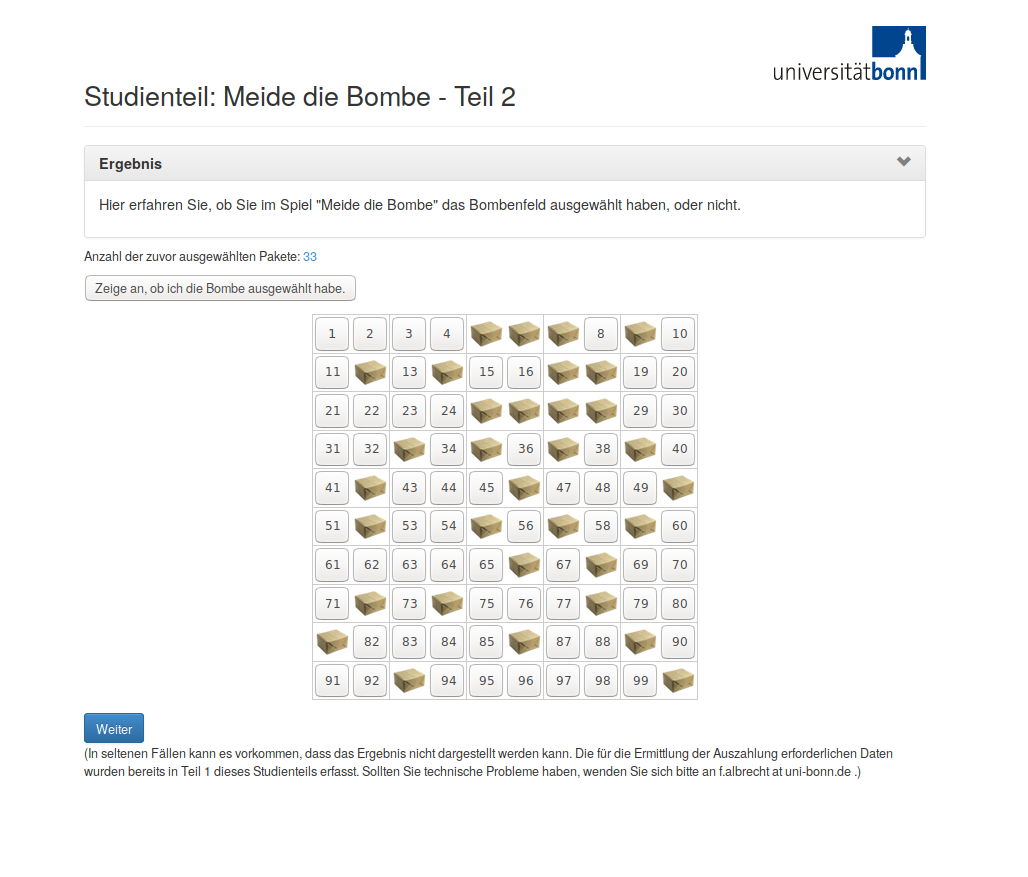 universitätbonn
Studienteil: Meide die Bombe - Teil 2
Ergebnis
Hier erfahren Sie, ob Sie im Spiel "Meide die Bombe" das Bombenfeld ausgewählt haben, oder nicht.
Anzahl der zuvor ausgewählten Pakete: 33
Zeige an, ob ich die Bombe ausgewählt habe.
1 2 3 4 8 10
11 13 15 16 19 20
21 22 23 24 29 30
31 32 34 36 38 40
41 43 44 45 47 48 49
51 53 54 56 58 60
61 62 63 64 65 67 69 70
71 73 75 76 77 79 80
82 83 84 85 87 88 90
91 92 94 95 96 97 98 99
Weiter
(In seltenen Fällen kann es vorkommen, dass das Ergebnis nicht dargestellt werden kann. Die für die Ermittlung der Auszahlung erforderlichen Daten
wurden bereits in Teil 1 dieses Studienteils erfasst. Sollten Sie technische Probleme haben, wenden Sie sich bitte an f.albrecht at uni-bonn.de .)